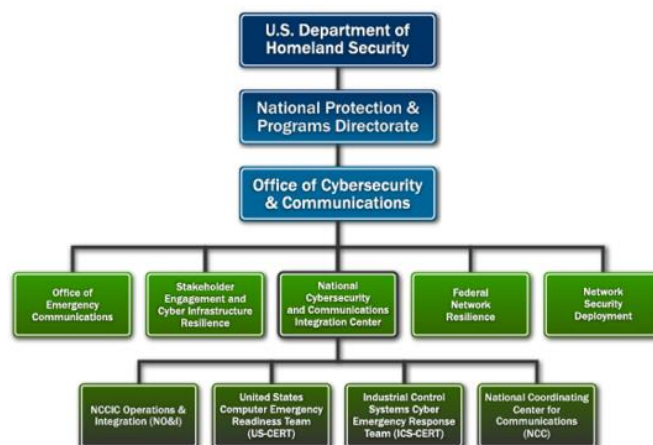 U.S. Department of
Homeland Security
National Protection &
Programs Directorate
Office of Cybersecurity
& Communications
Office of
Emergency
Communications
Stakeholder
Engagement and
Cyber Infrastructure
Resilience
National
Cybersecurity
and Communications
Integration Center
Federal
Network
Resilience
Network
Security
Deployment
NCCIC Operations &
Integration (NO&I)
United States
Computer Emergency
Readiness Team
(US-CERT)
Industrial Control
Systems Cyber
Emergency Response
Team (ICS-CERT)
National Coordinating
Center for
Communications
(NCC)